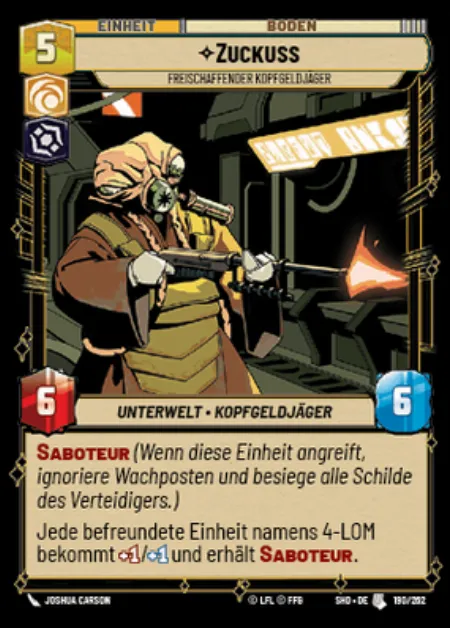 EINHEIT BODEN
5 ZUCKUSS
FREISCHAFFENDER KOPFGELDJÄGER
6 6
UNTERWELT • KOPFGELDJÄGER
SABOTEUR (Wenn diese Einheit angreift,
ignoriere Wachposten und besiege alle Schilde
des Verteidigers.)
Jede befreundete Einheit namens 4-LOM
bekommt +1/+1 und erhält SABOTEUR.
JOSHUA CARSON © LFL ® FFG SHD • DE 190/262